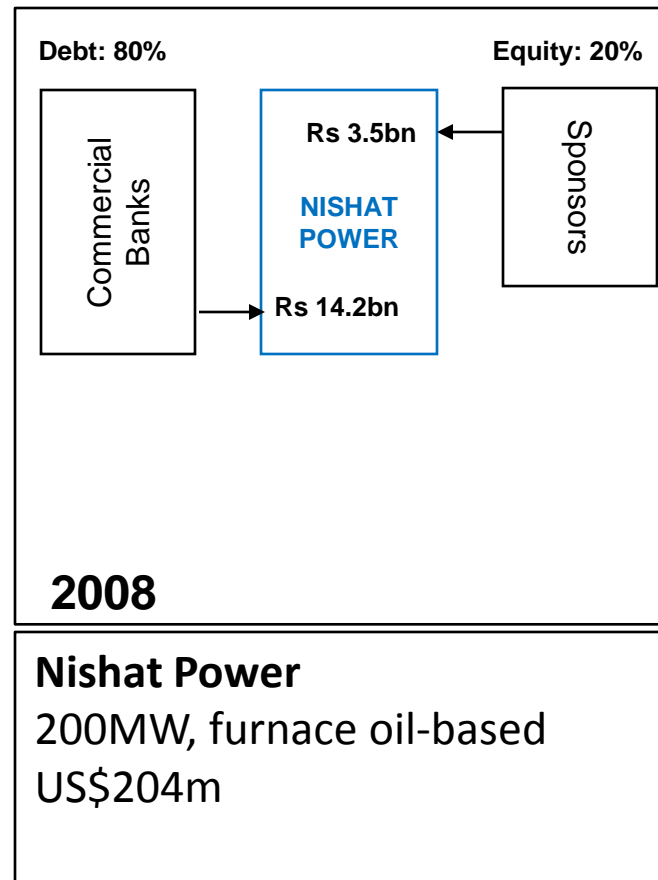 Debt: 80%
Equity: 20%
Commercial
Banks
Rs 3.5bn
NISHAT
POWER
Rs 14.2bn
Sponsors
2008
Nishat Power
200MW, furnace oil-based
US$204m